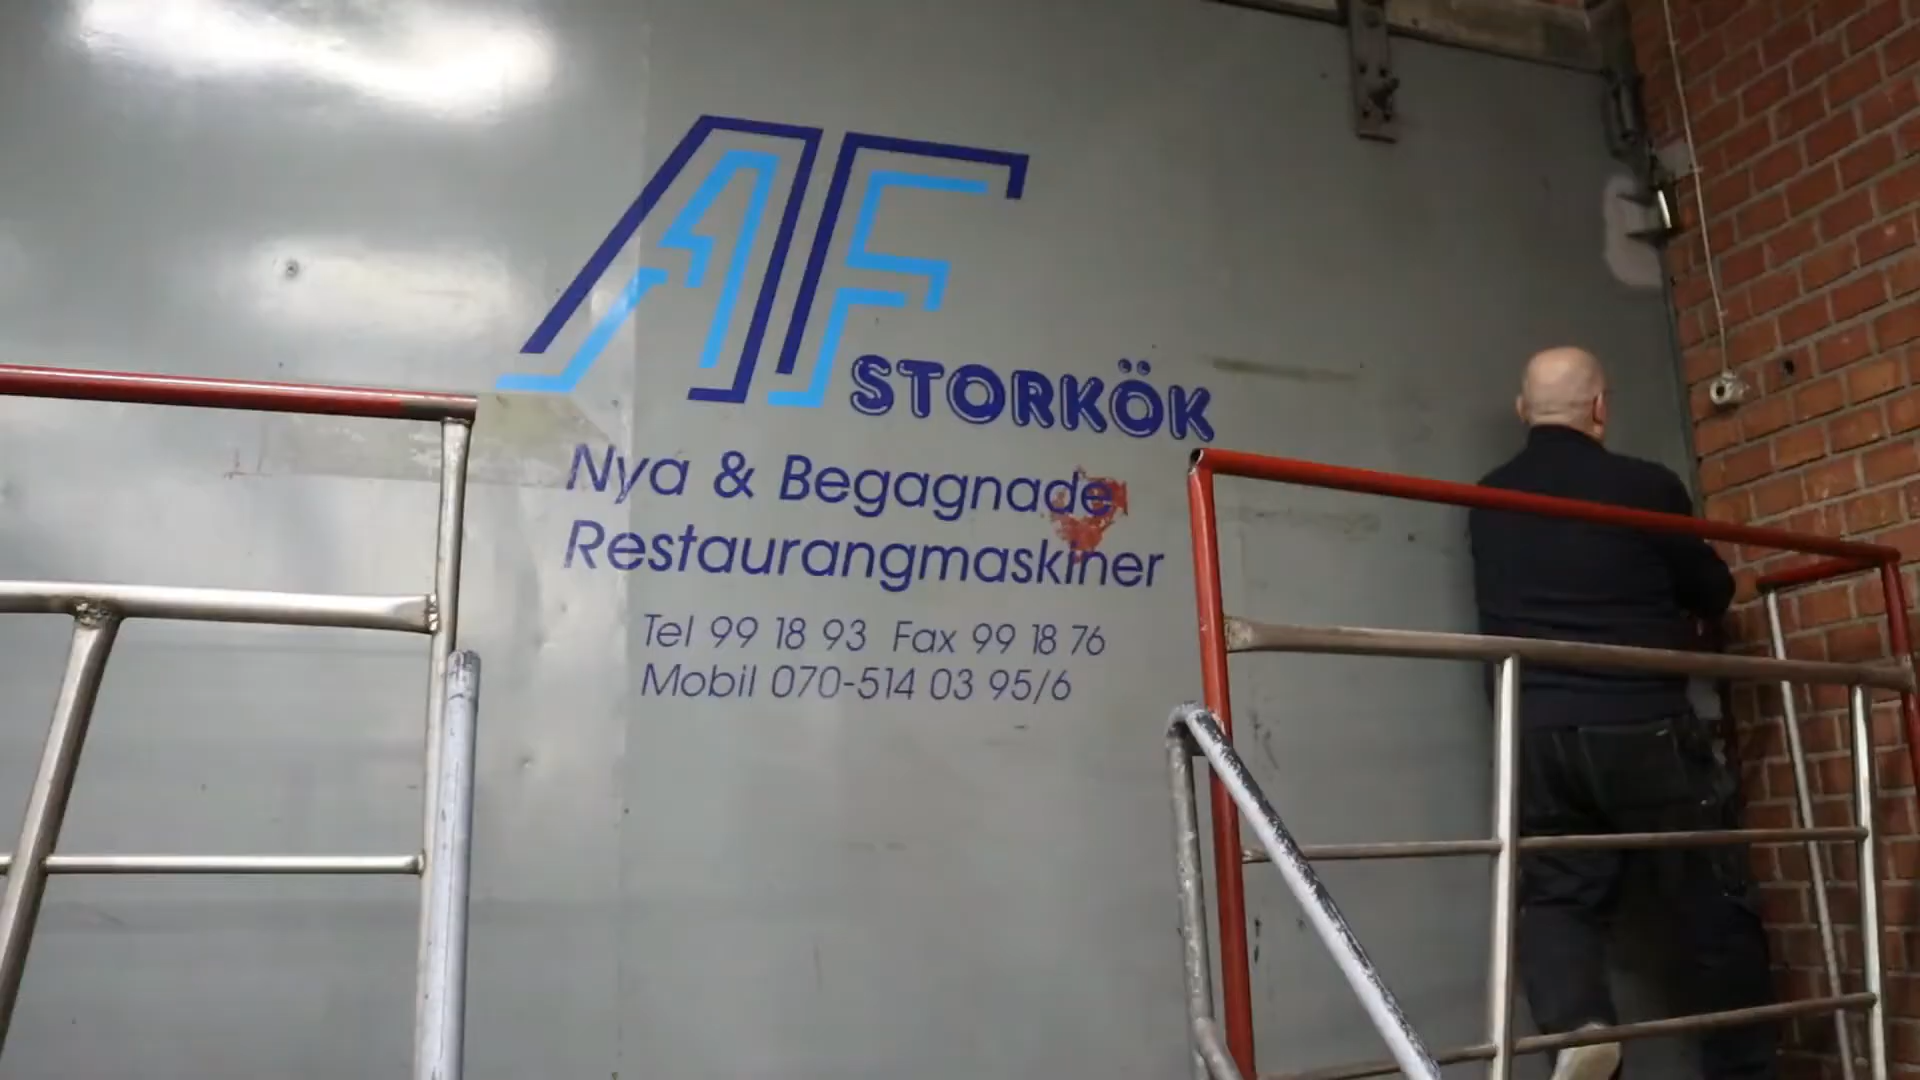 AF STORKÖK
Nya & Begagnade
Restaurangmaskiner
Tel 99 18 93 Fax 99 18 76
Mobil 070-514 03 95/6